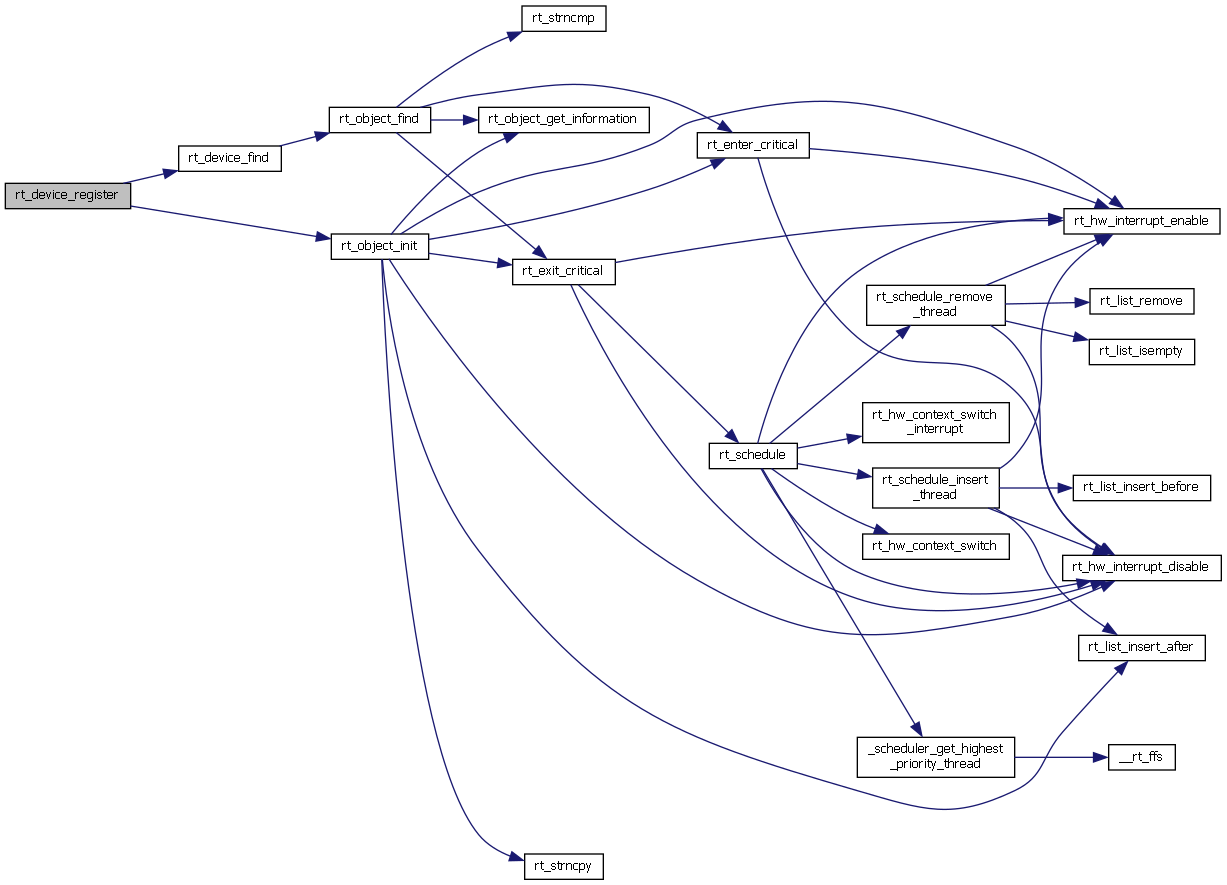 rt_strncmp
rt_object_find
rt_object_get_information
rt_enter_critical
rt_device_find
rt_device_register
rt_hw_interrupt_enable
rt_object_init
rt_exit_critical
rt_schedule_remove
_thread
rt_list_remove
rt_list_isempty
rt_hw_context_switch
_interrupt
rt_schedule
rt_schedule_insert
_thread
rt_list_insert_before
rt_hw_context_switch
rt_hw_interrupt_disable
rt_list_insert_after
_scheduler_get_highest
_priority_thread
__rt_ffs
rt_strncpy